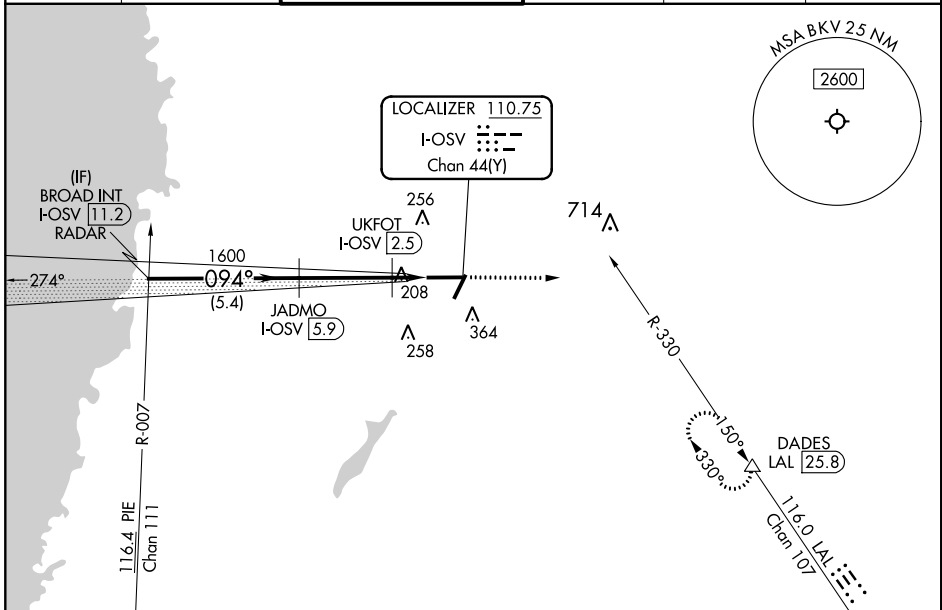 MSA BKV 25 NM
2600
LOCALIZER 110.75
I-OSV
Chan 44(Y)
(IF)
BROAD INT
I-OSV 11.2
RADAR
256
UKFOT
I-OSV 2.5
714
1600
274°
094°
(5.4)
208
JADMO
I-OSV 5.9
364
258
R-330
R-007
150°
330°
DADES
LAL 25.8
116.4 PIE
Chan 111
116.0 LAL
Chan 107